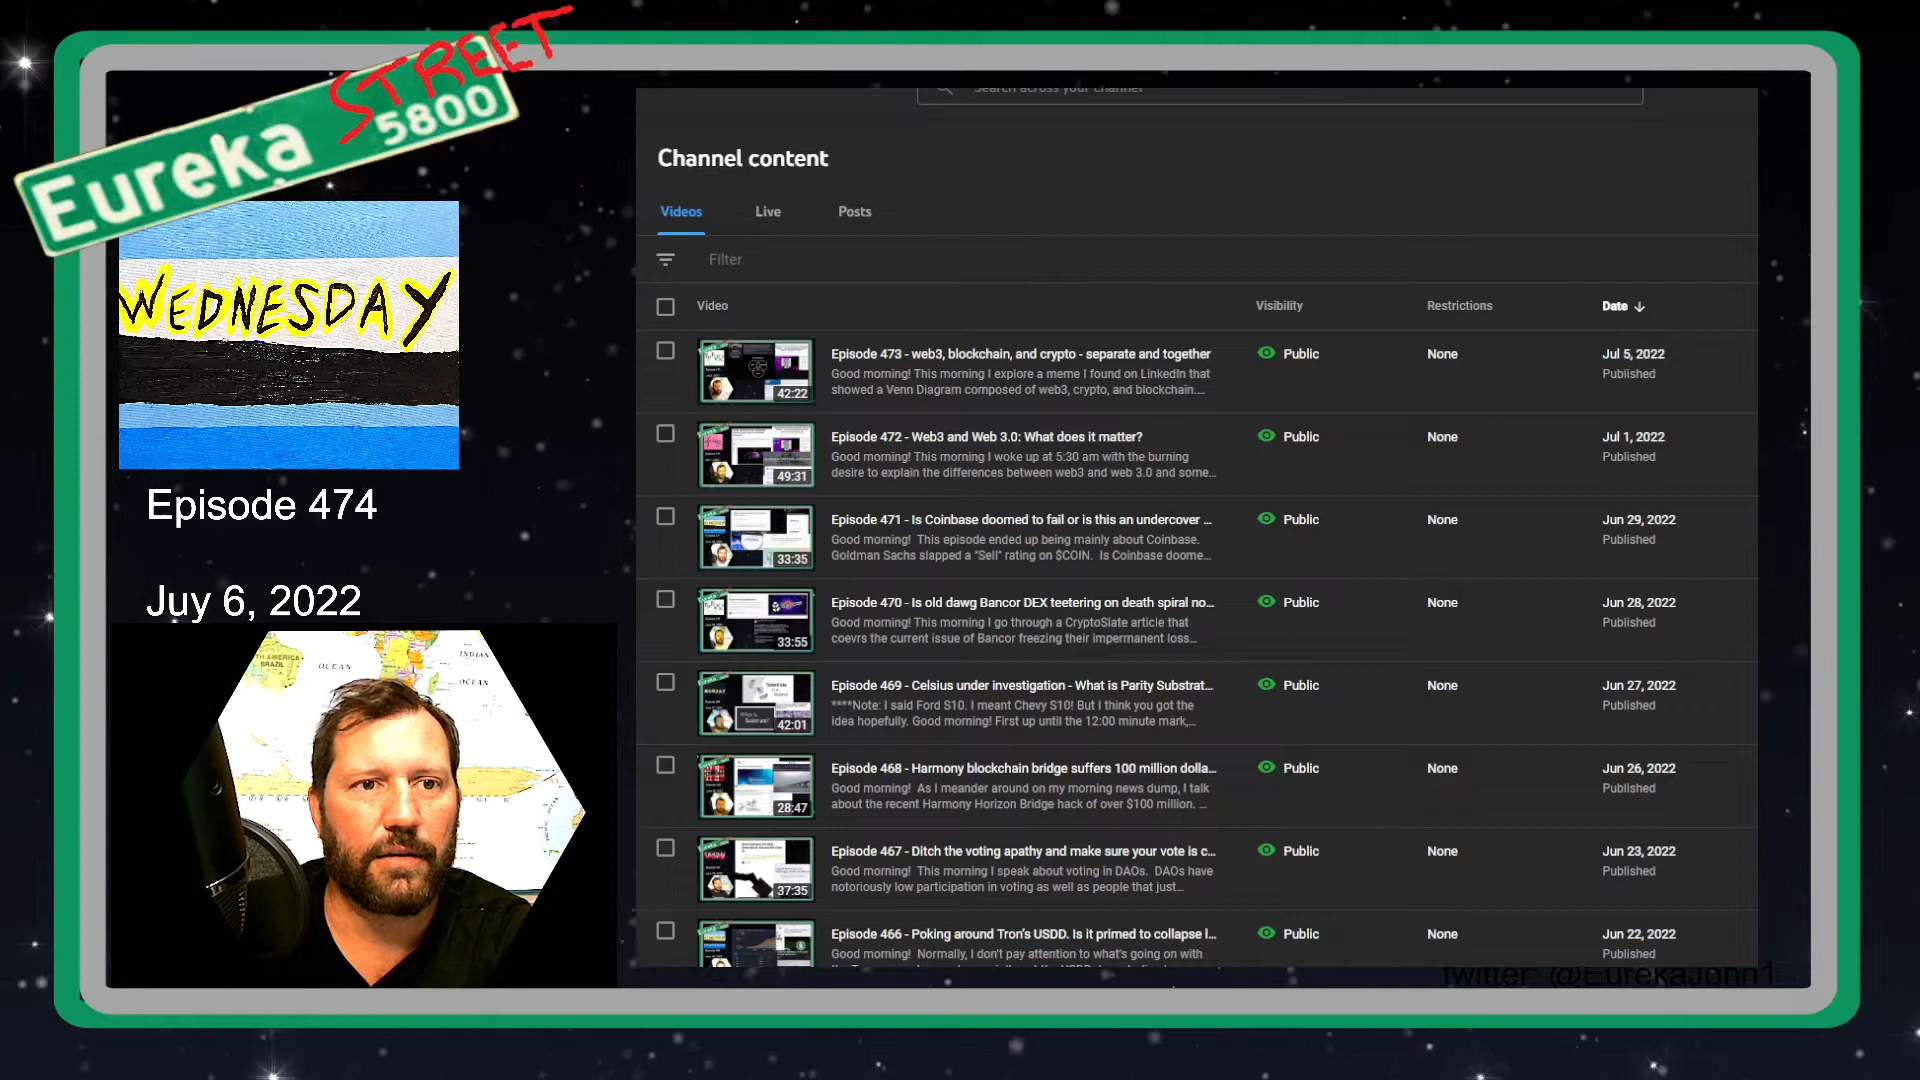 STREET
Eureka 5800
WEDNESDAY
Episode 474
Juy 6, 2022
TH AMERICA
BRAZIL
OCEAN
INDIAN
OCEAN
Search across your channel
Channel content
Videos Live Posts
Filter
Video Visibility Restrictions Date
Episode 473 - web3, blockchain, and crypto - separate and together Public None Jul 5, 2022
Good morning! This morning I explore a meme I found on LinkedIn that Published
showed a Venn Diagram composed of web3, crypto, and blockchain....
42:22
Episode 472 - Web3 and Web 3.0: What does it matter? Public None Jul 1, 2022
Good morning! This morning I woke up at 5:30 am with the burning Published
desire to explain the differences between web3 and web 3.0 and some...
49:31
Episode 471 - Is Coinbase doomed to fail or is this an undercover ... Public None Jun 29, 2022
Good morning! This episode ended up being mainly about Coinbase. Published
Goldman Sachs slapped a "Sell" rating on $COIN. Is Coinbase doome...
33:35
Episode 470 - Is old dawg Bancor DEX teetering on death spiral no... Public None Jun 28, 2022
Good morning! This morning I go through a CryptoSlate article that Published
coevrs the current issue of Bancor freezing their impermanent loss...
33:55
Episode 469 - Celsius under investigation - What is Parity Substrat... Public None Jun 27, 2022
****Note: I said Ford S10. I meant Chevy S10! But I think you got the Published
idea hopefully. Good morning! First up until the 12:00 minute mark,...
42:01
Episode 468 - Harmony blockchain bridge suffers 100 million dolla... Public None Jun 26, 2022
Good morning! As I meander around on my morning news dump, I talk Published
about the recent Harmony Horizon Bridge hack of over $100 million. ...
28:47
Episode 467 - Ditch the voting apathy and make sure your vote is c... Public None Jun 23, 2022
Good morning! This morning I speak about voting in DAOs. DAOs have Published
notoriously low participation in voting as well as people that just...
37:35
Episode 466 - Poking around Tron's USDD. Is it primed to collapse l... Public None Jun 22, 2022
Good morning! Normally, I don't pay attention to what's going on with Published
twitter: @EurekaJohn1